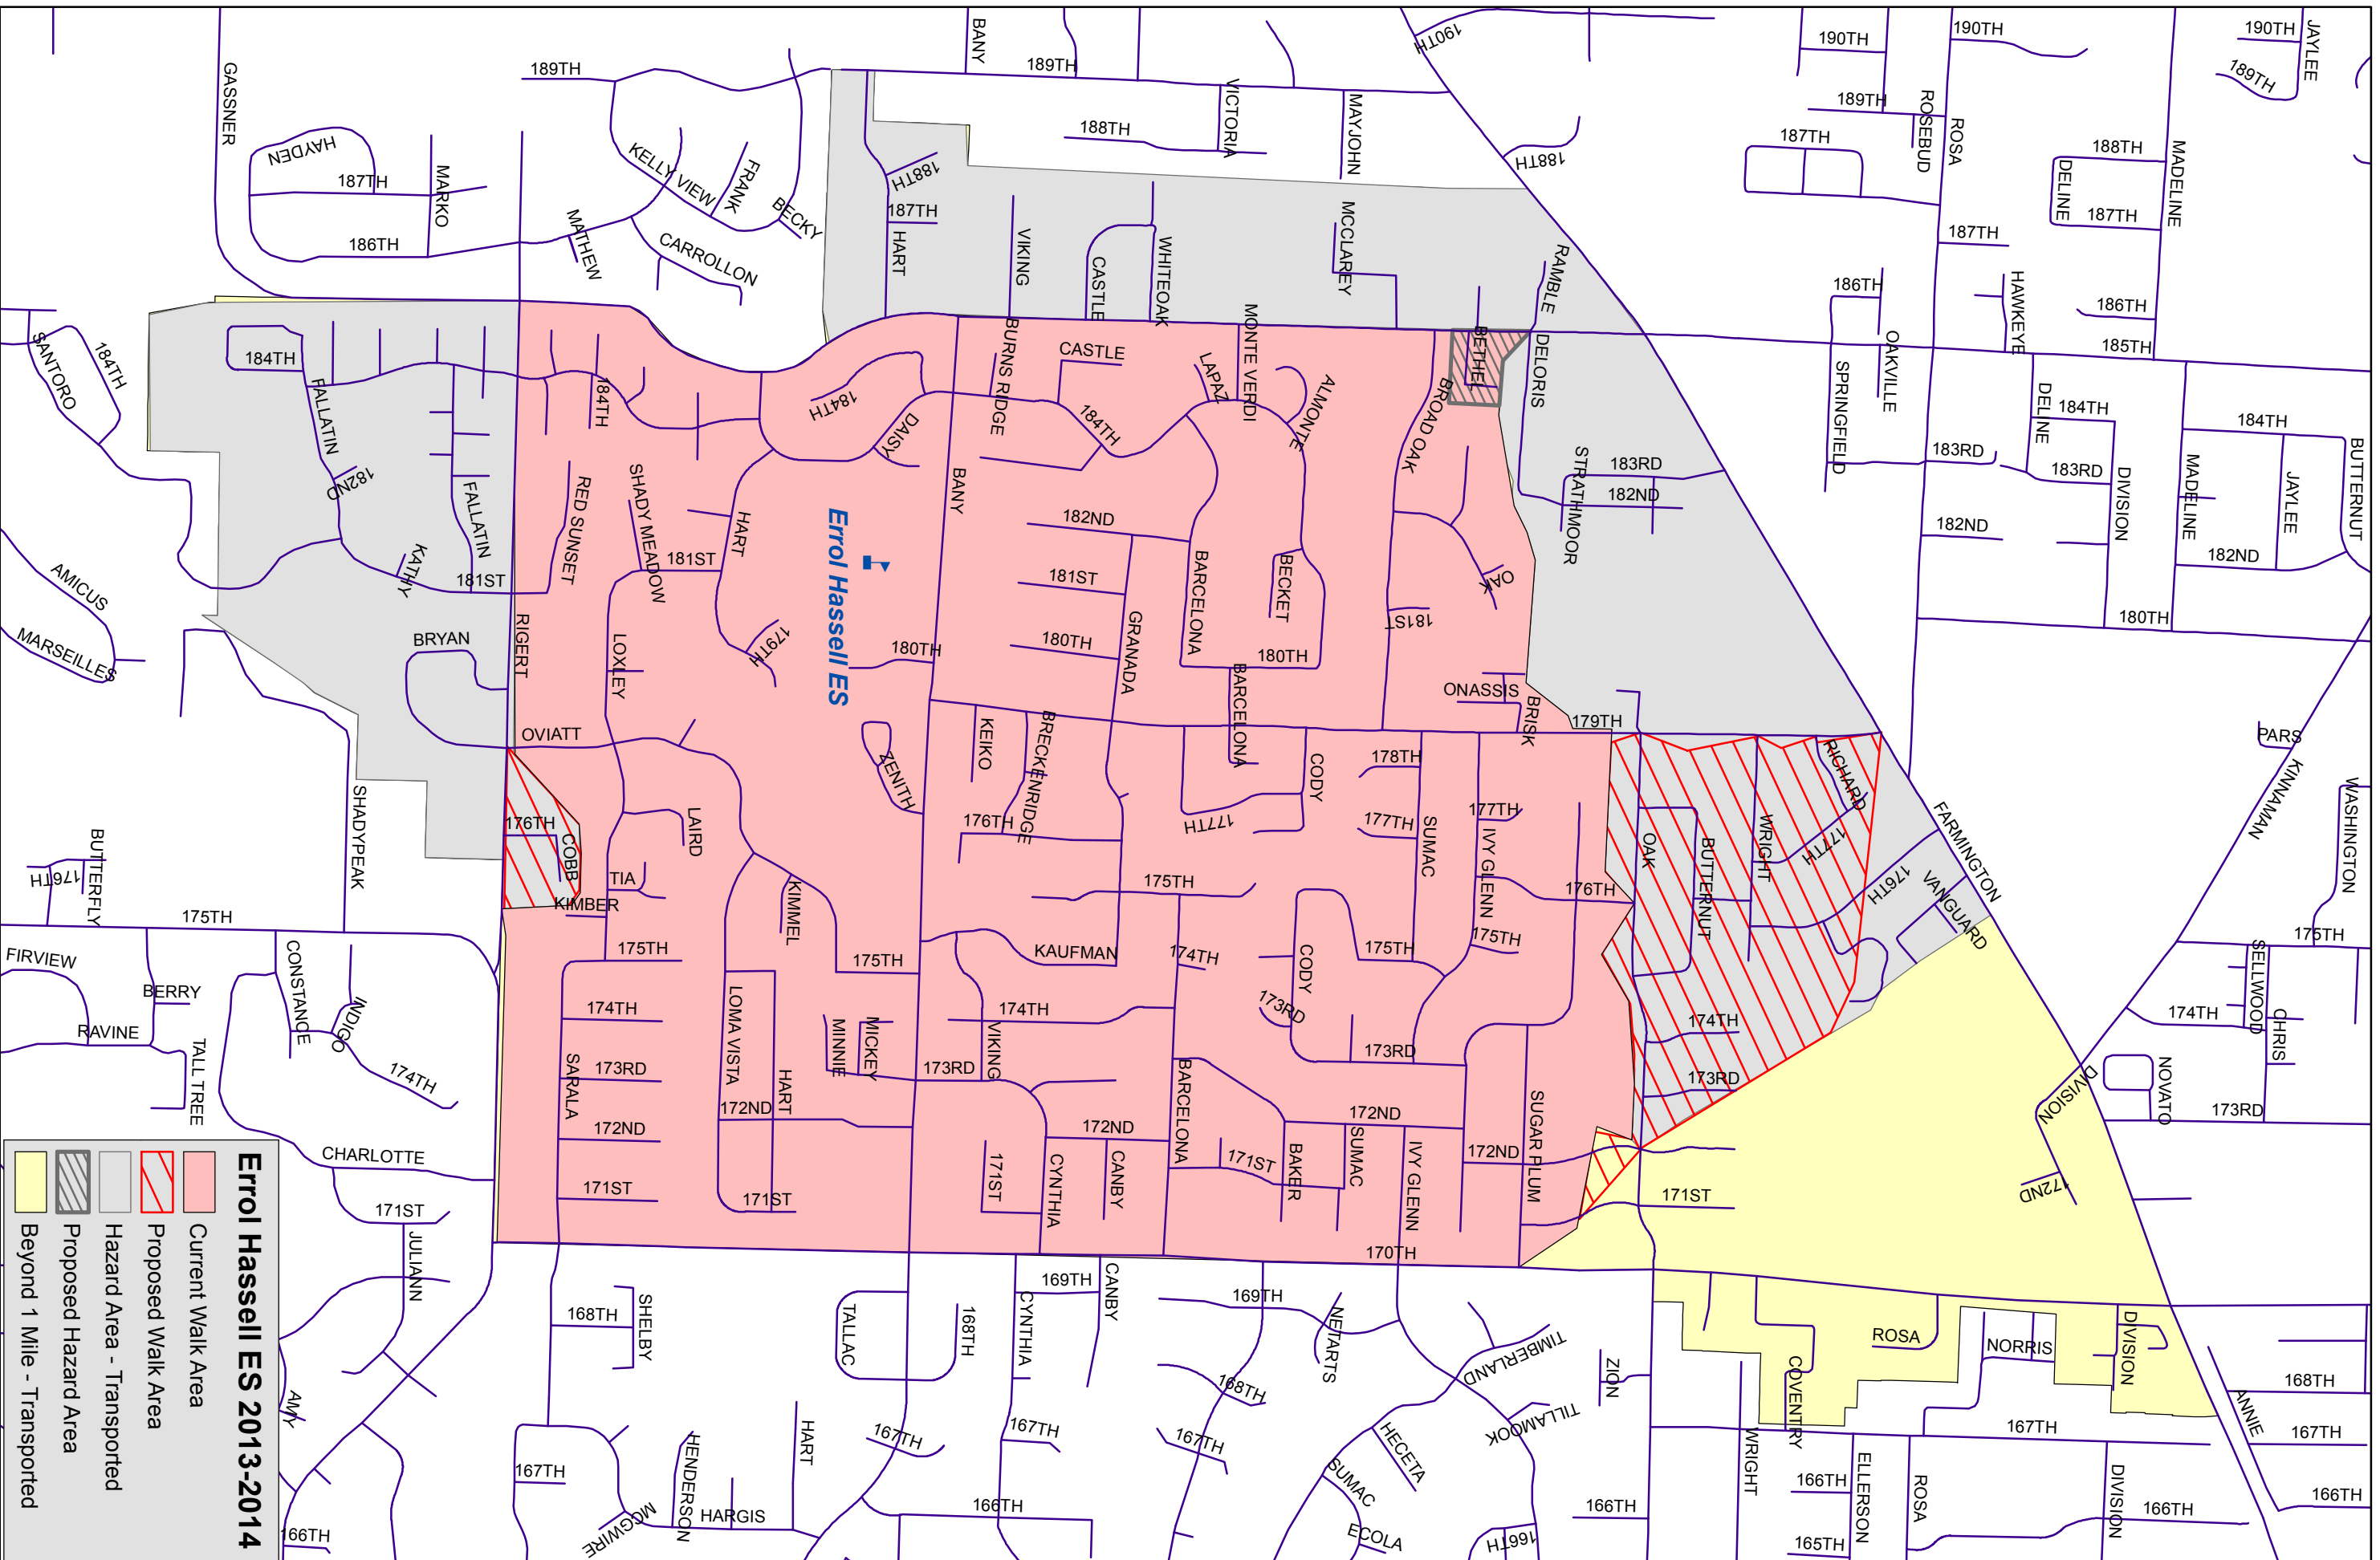 GASSNER
HAYDEN
187TH
MARKO
186TH
189TH
KELLY VIEW
FRANK
BECKY
MATHEW
CARROLLON
BANY
189TH
188TH
VICTORIA
MAYJOHN
190TH
188TH
190TH
189TH
ROSEBUD
ROSA
190TH
187TH
188TH
DELINE
187TH
MADELINE
190TH
189TH
JAYLEE
188TH
187TH
HART
VIKING
CASTLE
WHITEOAK
MCCLAREY
RAMBLE
187TH
186TH
HAWKEYE
186TH
185TH
SANTORO
184TH
184TH
FALLATIN
182ND
FALLATIN
KATHY
181ST
184TH
RED SUNSET
SHADY MEADOW
181ST
HART
184TH
DAISY
BANY
BURNS RIDGE
CASTLE
184TH
LAPAZ
MONTE VERDI
ALMONTE
BROAD OAK
BETHEL
DELORIS
STRATHMOOR
183RD
182ND
SPRINGFIELD
OAKVILLE
183RD
DELINE
184TH
183RD
DIVISION
182ND
184TH
MADELINE
JAYLEE
BUTTERNUT
182ND
180TH
AMICUS
MARSEILLES
BRYAN
RIGERT
OVIATT
LOXLEY
179TH
Errol Hassell ES
180TH
182ND
181ST
180TH
GRANADA
BARCELONA
BECKET
180TH
BARCELONA
181ST
OAK
ONASSIS
BRISK
179TH
PARS
KINNAMAN
WASHINGTON
SHADYPEAK
BUTTERFLY
176TH
175TH
176TH
COBB
KIMBER
TIA
LAIRD
KIMMEL
ZENITH
KEIKO
BRECKENRIDGE
176TH
177TH
CODY
178TH
177TH
SUMAC
177TH
IVY GLENN
176TH
OAK
BUTTERNUT
WRIGHT
RICHARD
177TH
176TH
VANGUARD
FARMINGTON
175TH
SELLWOOD
174TH
CHRIS
FIRVIEW
BERRY
RAVINE
TALL TREE
CONSTANCE
INDIGO
174TH
175TH
174TH
173RD
SARALA
172ND
171ST
LOMA VISTA
172ND
HART
171ST
175TH
MINNIE
MICKEY
173RD
KAUFMAN
174TH
VIKING
175TH
174TH
CODY
173RD
175TH
175TH
173RD
BARCELONA
172ND
171ST
CYNTHIA
CANBY
171ST
BAKER
172ND
SUMAC
IVY GLENN
172ND
SUGAR PLUM
174TH
173RD
171ST
DIVISION
172ND
NOVATO
173RD
CHARLOTTE
171ST
JULIANN
170TH
168TH
SHELBY
TALLAC
168TH
CYNTHIA
169TH
CANBY
169TH
NETARTS
168TH
TIMBERLAND
TILLAMOOK
ZION
COVENTRY
ROSA
NORRIS
DIVISION
168TH
ANNIE
167TH
AMY
166TH
167TH
MCGWIRE
HENDERSON
HARGIS
HART
167TH
166TH
167TH
167TH
SUMAC
HECETA
ECOLA
166TH
166TH
WRIGHT
166TH
165TH
ELLERSON
ROSA
167TH
DIVISION
166TH
166TH
Errol Hassell ES 2013-2014
Current Walk Area
Proposed Walk Area
Hazard Area - Transported
Proposed Hazard Area
Beyond 1 Mile - Transported